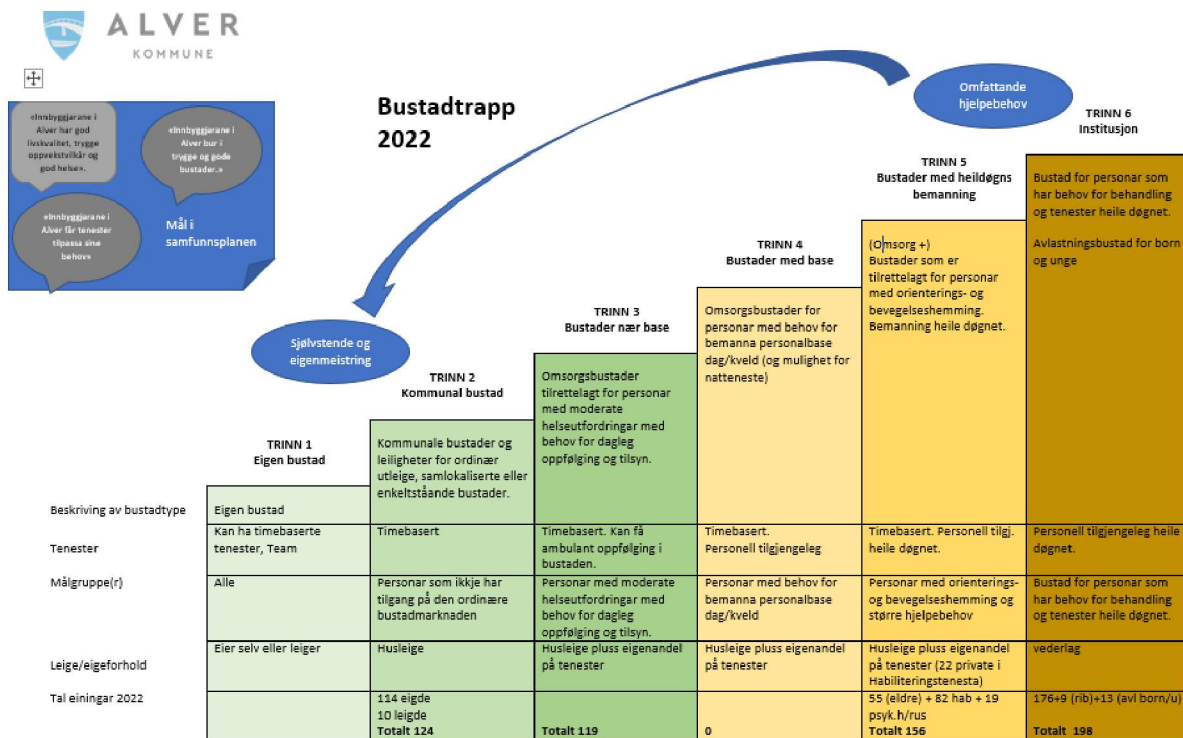 ALVER
KOMMUNE
«Innbyggjarane i
Alver har god
livskvalitet, trygge
oppvekstvilkår og
god helse».
«Innbyggjarane i
Alver bur i
trygge og gode
bustader.»
«Innbyggjarane i
Alver får tenester
tilpassa sine
behov»
Mål i
samfunnsplanen
Bustadtrapp
2022
Omfattande
hjelpebehov
Sjølvstende og
eigenmeistring
TRINN 1
Eigen bustad
TRINN 2
Kommunal bustad
TRINN 3
Bustader nær base
TRINN 4
Bustader med base
TRINN 5
Bustader med heildøgns
bemanning
TRINN 6
Institusjon
Beskriving av bustadtype
Eigen bustad
Kommunale bustader og
leiligheter for ordinær
utleige, samlokaliserte eller
enkeltståande bustader.
Omsorgsbustader
tilrettelagt for personar
med moderate
helseutfordringar med
behov for dagleg
oppfølging og tilsyn.
Omsorgsbustader for
personar med behov for
bemanna personalbase
dag/kveld (og mulighet for
natteneste)
(Omsorg +)
Bustader som er
tilrettelagt for personar
med orienterings- og
bevegelseshemming.
Bemanning heile døgnet.
Bustad for personar som
har behov for behandling
og tenester heile døgnet.
Avlastningsbustad for born
og unge
Tenester
Kan ha timebaserte
tenester, Team
Timebasert
Timebasert. Kan få
ambulant oppfølging i
bustaden.
Timebasert.
Personell tilgjengeleg
Timebasert. Personell tilgj.
heile døgnet.
Personell tilgjengeleg heile
døgnet.
Målgruppe(r)
Alle
Personar som ikkje har
tilgang på den ordinære
bustadmarknaden
Personar med moderate
helseutfordringar med
behov for dagleg
oppfølging og tilsyn.
Personar med behov for
bemanna personalbase
dag/kveld
Personar med orienterings-
og bevegelseshemming og
større hjelpebehov
Bustad for personar som
har behov for behandling
og tenester heile døgnet.
Leige/eigeforhold
Eier selv eller leiger
Husleige
Husleige pluss eigenandel
på tenester
Husleige pluss eigenandel
på tenester
Husleige pluss eigenandel
på tenester (22 private i
Habiliteringstenesta)
vederlag
Tal einingar 2022
114 eigde
10 leigde
Totalt 124
Totalt 119
0
55 (eldre) + 82 hab + 19
psyk.h/rus
Totalt 156
176+9 (rib)+13 (avl born/u)
Totalt 198